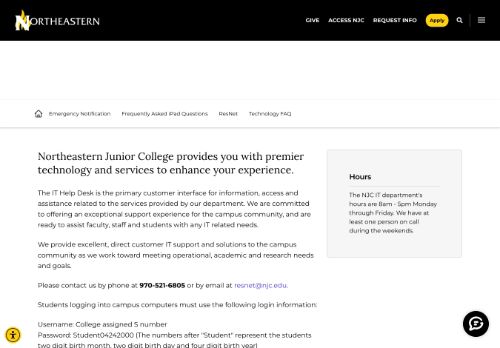 NORTHEASTERN
GIVE
ACCESS NJC
REQUEST INFO
Apply
Emergency Notification
Frequently Asked iPad Questions
ResNet
Technology FAQ
Northeastern Junior College provides you with premier
technology and services to enhance your experience.
The IT Help Desk is the primary customer interface for information, access and
assistance related to the services provided by our department. We are committed
to offering an exceptional support experience for the campus community, and are
ready to assist faculty, staff and students with any IT related needs.
We provide excellent, direct customer IT support and solutions to the campus
community as we work toward meeting operational, academic and research needs
and goals.
Please contact us by phone at 970-521-6805 or by email at resnet@njc.edu.
Students logging into campus computers must use the following login information:
Username: College assigned S number
Password: Student04242000 (The numbers after "Student" represent the students
two digit birth month, two digit birth day and four digit birth year)
Hours
The NJC IT department's
hours are 8am - 5pm Monday
through Friday. We have at
least one person on call
during the weekends.